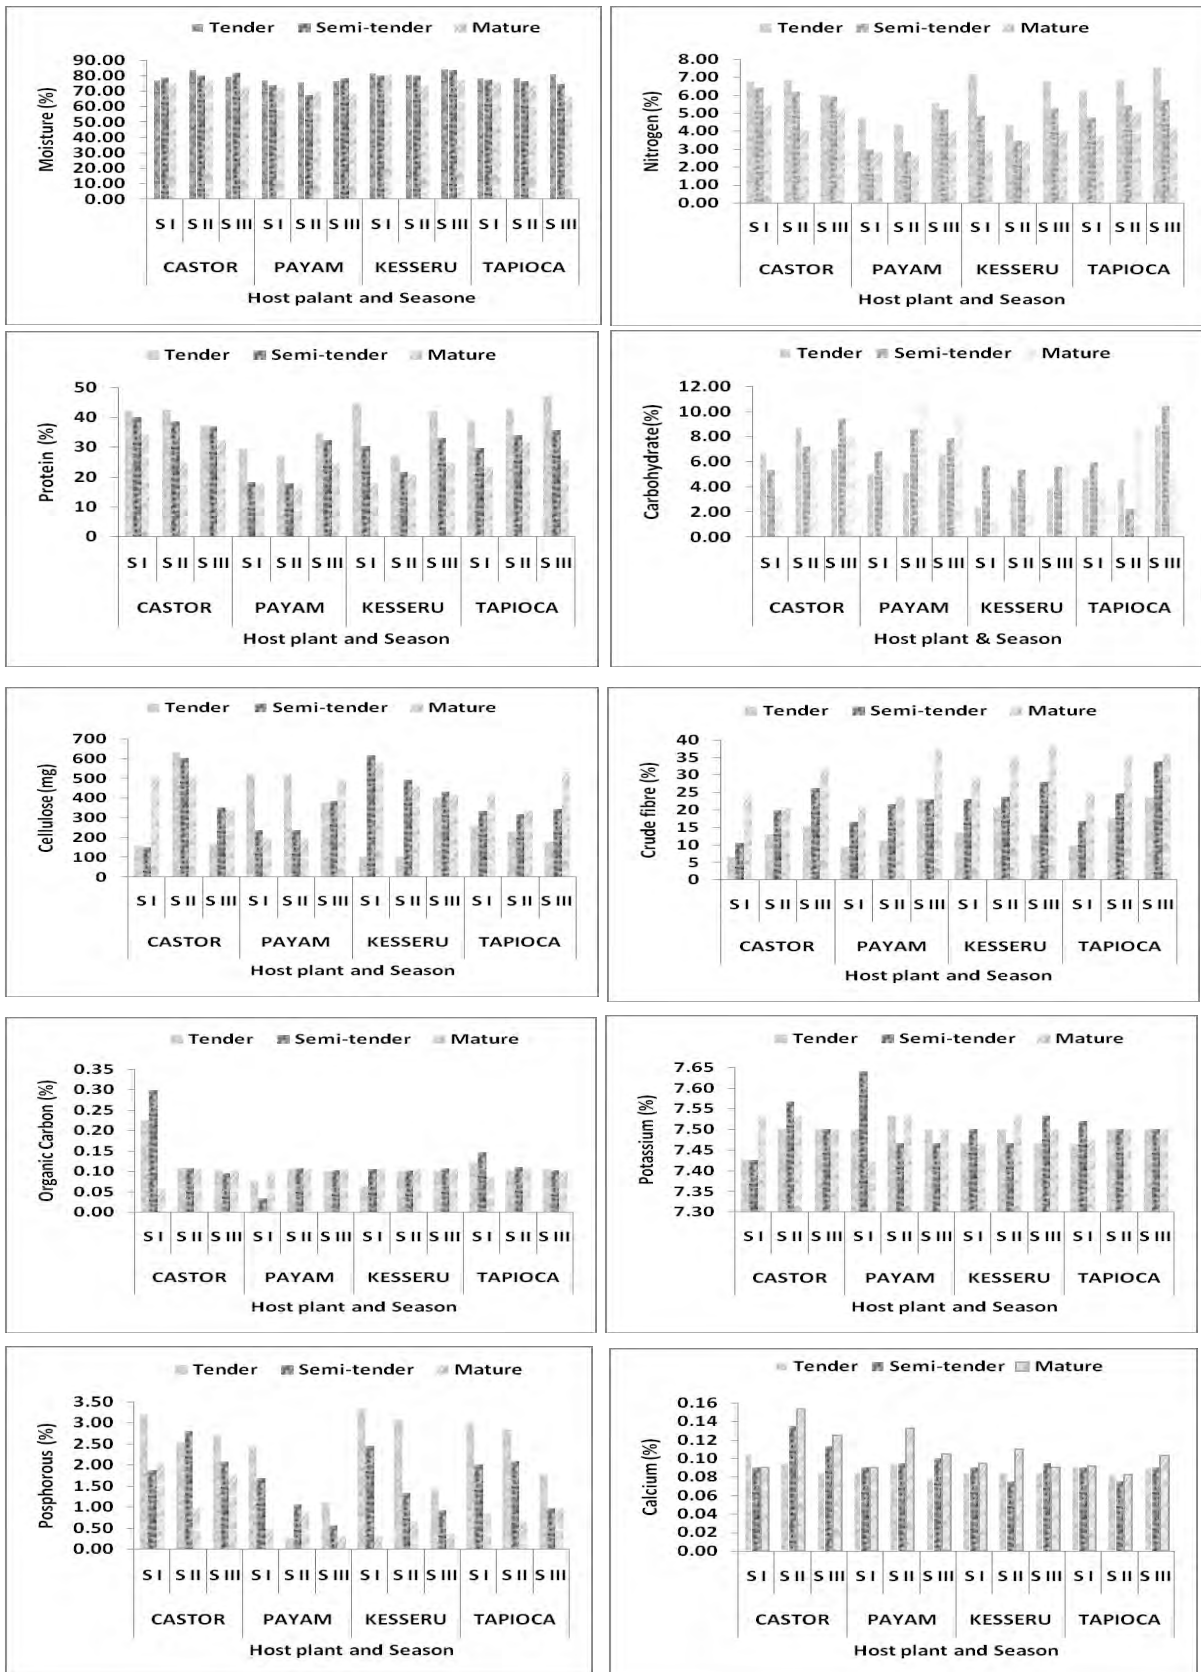 Tender Semi-tender Mature
Moisture (%)
90.00
80.00
70.00
60.00
50.00
40.00
30.00
20.00
10.00
0.00
S I S II S III S I S II S III S I S II S III S I S II S III
CASTOR PAYAM KESSERU TAPIOCA
Host palant and Seasone
Tender Semi-tender Mature
Nitrogen (%)
8.00
7.00
6.00
5.00
4.00
3.00
2.00
1.00
0.00
S I S II S III S I S II S III S I S II S III S I S II S III
CASTOR PAYAM KESSERU TAPIOCA
Host plant and Season
Tender Semi-tender Mature
Protein (%)
50
40
30
20
10
0
S I S II S III S I S II S III S I S II S III S I S II S III
CASTOR PAYAM KESSERU TAPIOCA
Host plant and Season
Tender Semi-tender Mature
Carbohydrate(%)
12.00
10.00
8.00
6.00
4.00
2.00
0.00
S I S II S III S I S II S III S I S II S III S I S II S III
CASTOR PAYAM KESSERU TAPIOCA
Host plant & Season
Tender Semi-tender Mature
Cellulose (mg)
700
600
500
400
300
200
100
0
S I S II S III S I S II S III S I S II S III S I S II S III
CASTOR PAYAM KESSERU TAPIOCA
Host plant and Season
Tender Semi-tender Mature
Crude fibre (%)
40
35
30
25
20
15
10
5
0
S I S II S III S I S II S III S I S II S III S I S II S III
CASTOR PAYAM KESSERU TAPIOCA
Host plant and Season
Tender Semi-tender Mature
Organic Carbon (%)
0.35
0.30
0.25
0.20
0.15
0.10
0.05
0.00
S I S II S III S I S II S III S I S II S III S I S II S III
CASTOR PAYAM KESSERU TAPIOCA
Host plant and Season
Tender Semi-tender Mature
Potassium (%)
7.65
7.60
7.55
7.50
7.45
7.40
7.35
7.30
S I S II S III S I S II S III S I S II S III S I S II S III
CASTOR PAYAM KESSERU TAPIOCA
Host plant and Season
Tender Semi-tender Mature
Posphorous (%)
3.50
3.00
2.50
2.00
1.50
1.00
0.50
0.00
S I S II S III S I S II S III S I S II S III S I S II S III
CASTOR PAYAM KESSERU TAPIOCA
Host plant and Season
Tender Semi-tender Mature
Calcium (%)
0.16
0.14
0.12
0.10
0.08
0.06
0.04
0.02
0.00
S I S II S III S I S II S III S I S II S III S I S II S III
CASTOR PAYAM KESSERU TAPIOCA
Host plant and Season